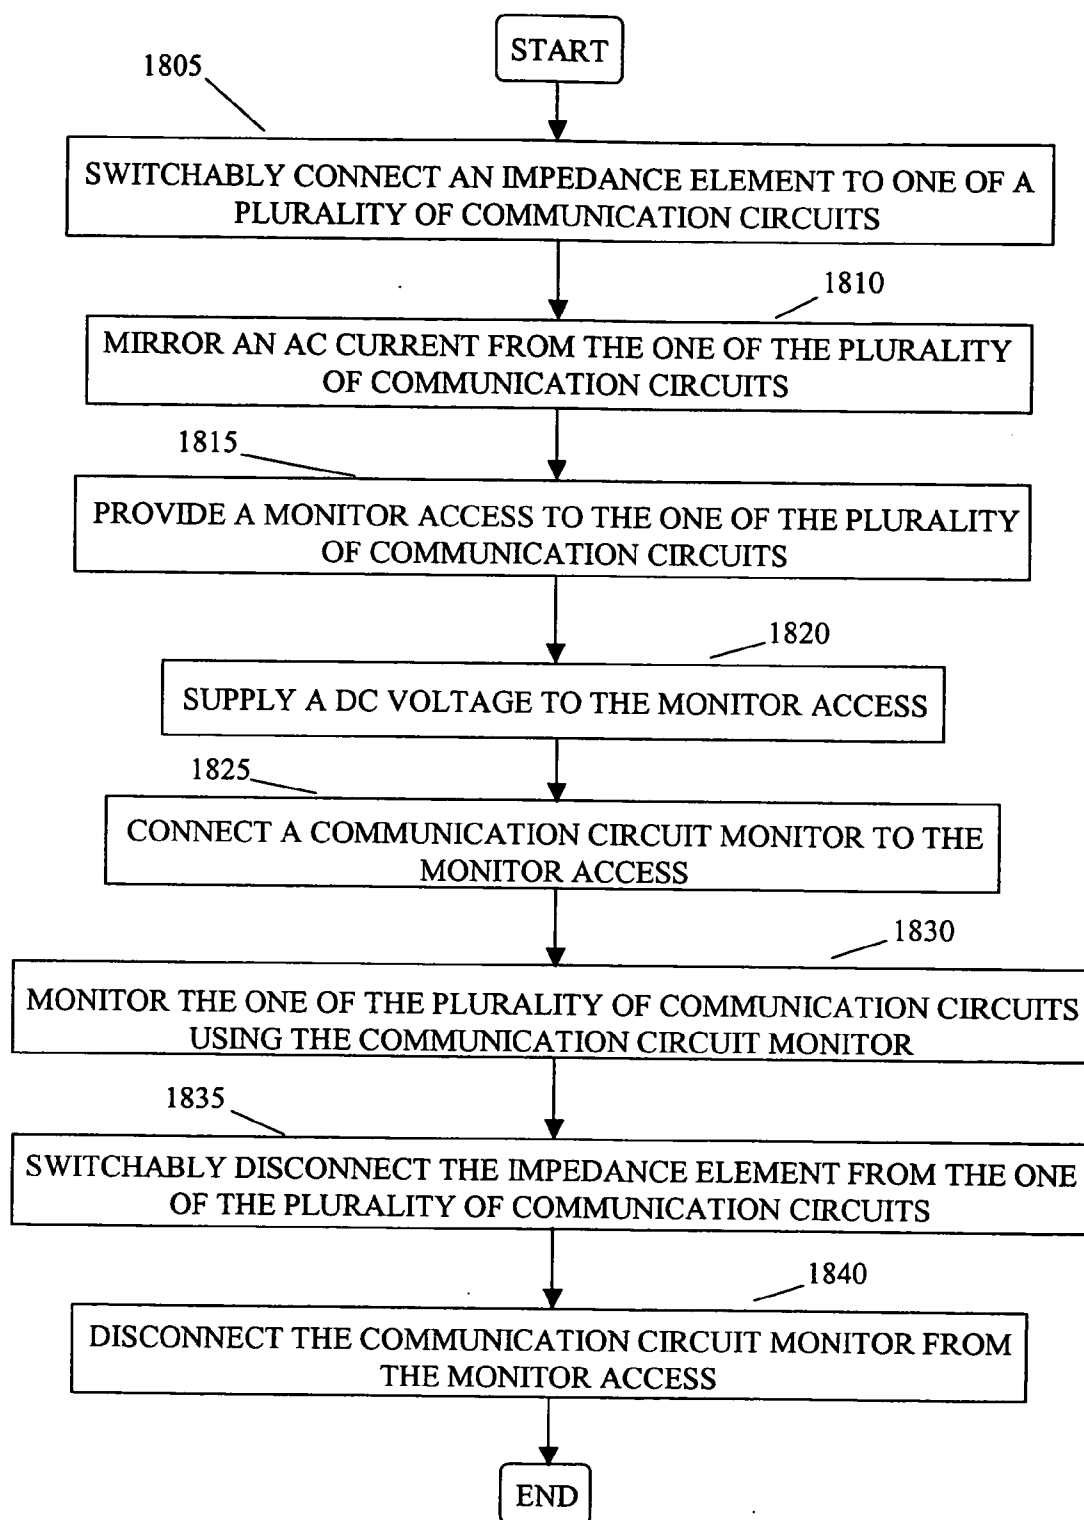 START
1805
SWITCHABLY CONNECT AN IMPEDANCE ELEMENT TO ONE OF A
PLURALITY OF COMMUNICATION CIRCUITS
1810
MIRROR AN AC CURRENT FROM THE ONE OF THE PLURALITY
OF COMMUNICATION CIRCUITS
1815
PROVIDE A MONITOR ACCESS TO THE ONE OF THE PLURALITY
OF COMMUNICATION CIRCUITS
1820
SUPPLY A DC VOLTAGE TO THE MONITOR ACCESS
1825
CONNECT A COMMUNICATION CIRCUIT MONITOR TO THE
MONITOR ACCESS
1830
MONITOR THE ONE OF THE PLURALITY OF COMMUNICATION CIRCUITS
USING THE COMMUNICATION CIRCUIT MONITOR
1835
SWITCHABLY DISCONNECT THE IMPEDANCE ELEMENT FROM THE ONE
OF THE PLURALITY OF COMMUNICATION CIRCUITS
1840
DISCONNECT THE COMMUNICATION CIRCUIT MONITOR FROM
THE MONITOR ACCESS
END